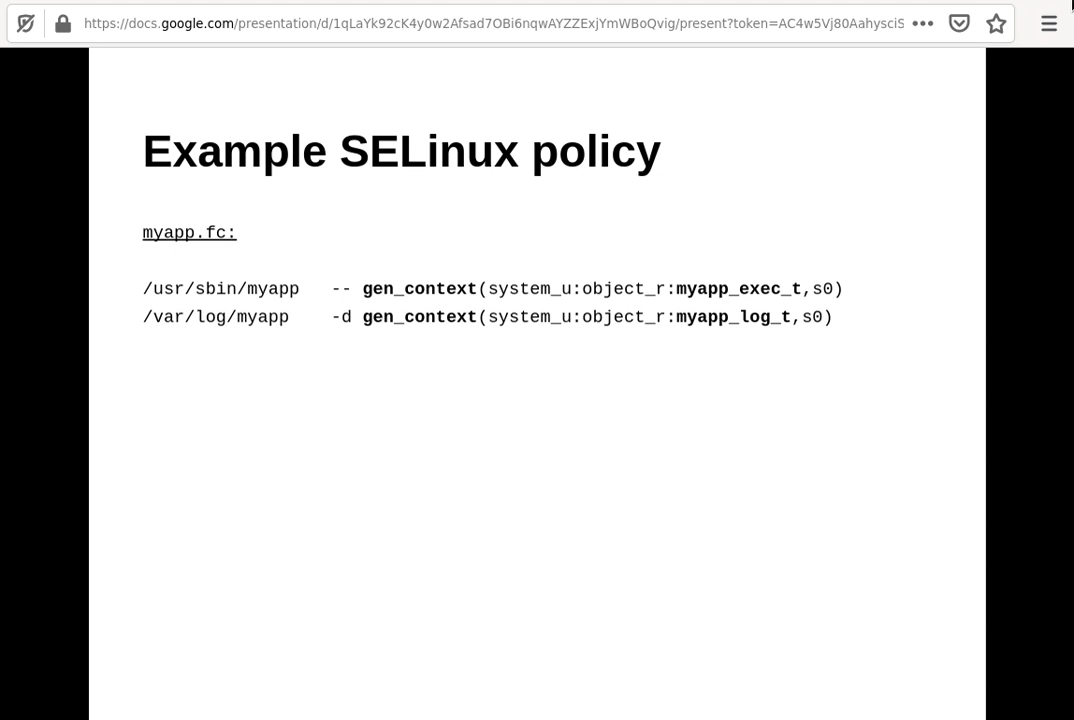 https://docs.google.com/presentation/d/1qLaYk92cK4y0w2Afsad7OBi6nqwAYZZExjYmWBoQvig/present?token=AC4w5Vj80AahysciS
Example SELinux policy
myapp.fc:
/usr/sbin/myapp   -- gen_context(system_u:object_r:myapp_exec_t,s0)
/var/log/myapp    -d gen_context(system_u:object_r:myapp_log_t,s0)